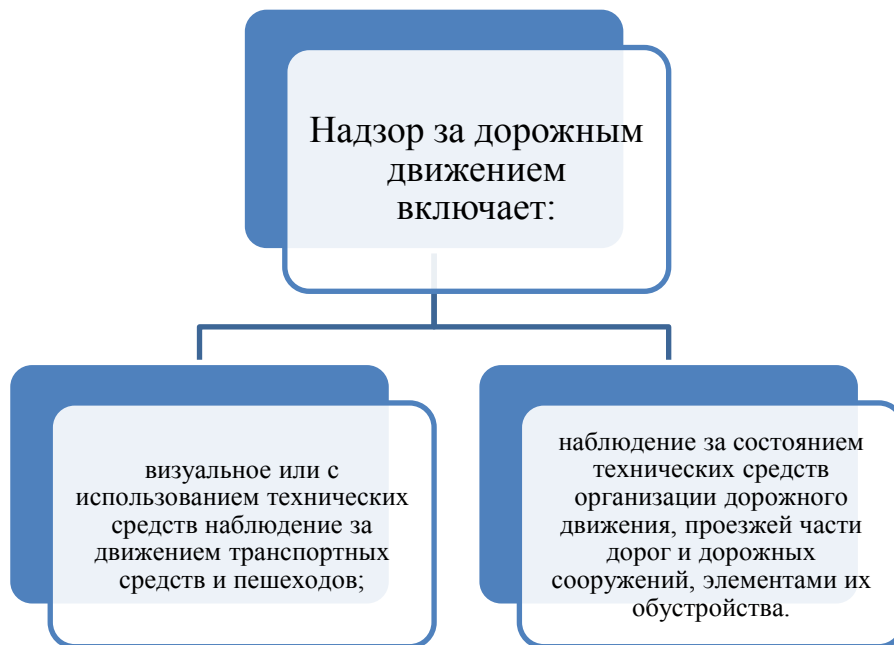 Надзор за дорожным
движением
включает:
визуальное или с
использованием технических
средств наблюдение за
движением транспортных
средств и пешеходов;
наблюдение за состоянием
технических средств
организации дорожного
движения, проезжей части
дорог и дорожных
сооружений, элементами их
обустройства.